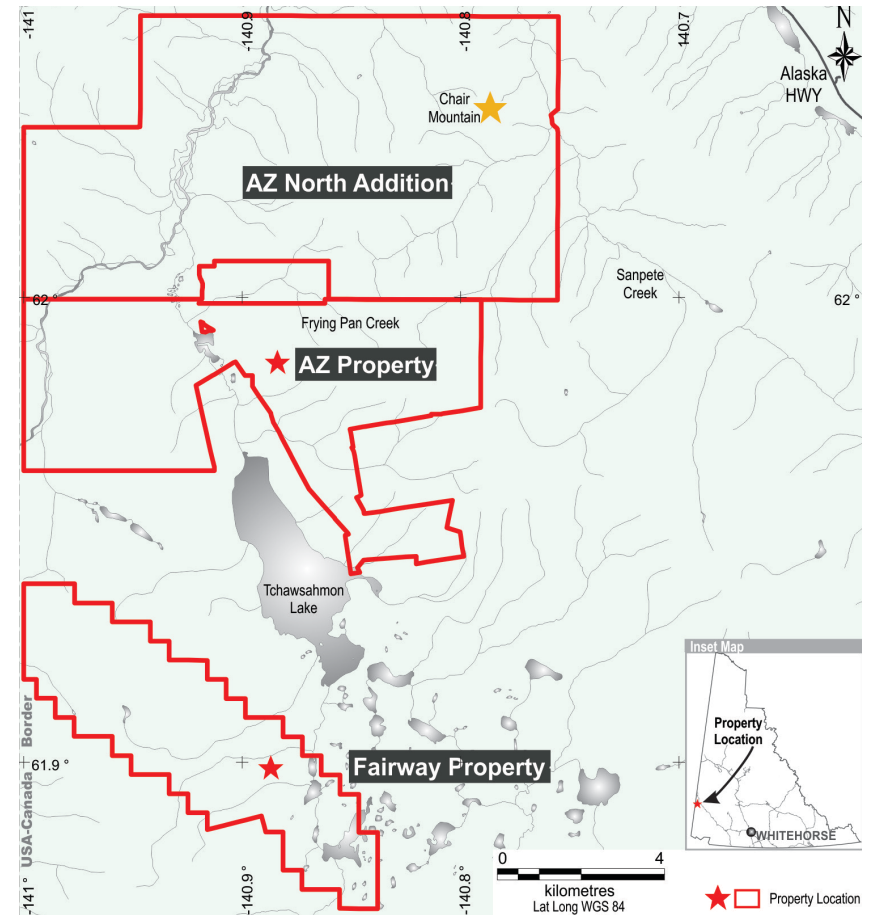 -141
-140.9
-140.8
-140.7
N
Alaska
HWY
Chair
Mountain
AZ North Addition
Sanpete
Creek
62 °
62 °
Frying Pan Creek
AZ Property
Tchawsahmon
Lake
Inset Map
Property
Location
WHITEHORSE
USA-Canada Border
61.9 °
Fairway Property
0
4
kilometres
Lat Long WGS 84
Property Location
-141 °
-140.9
-140.8 °